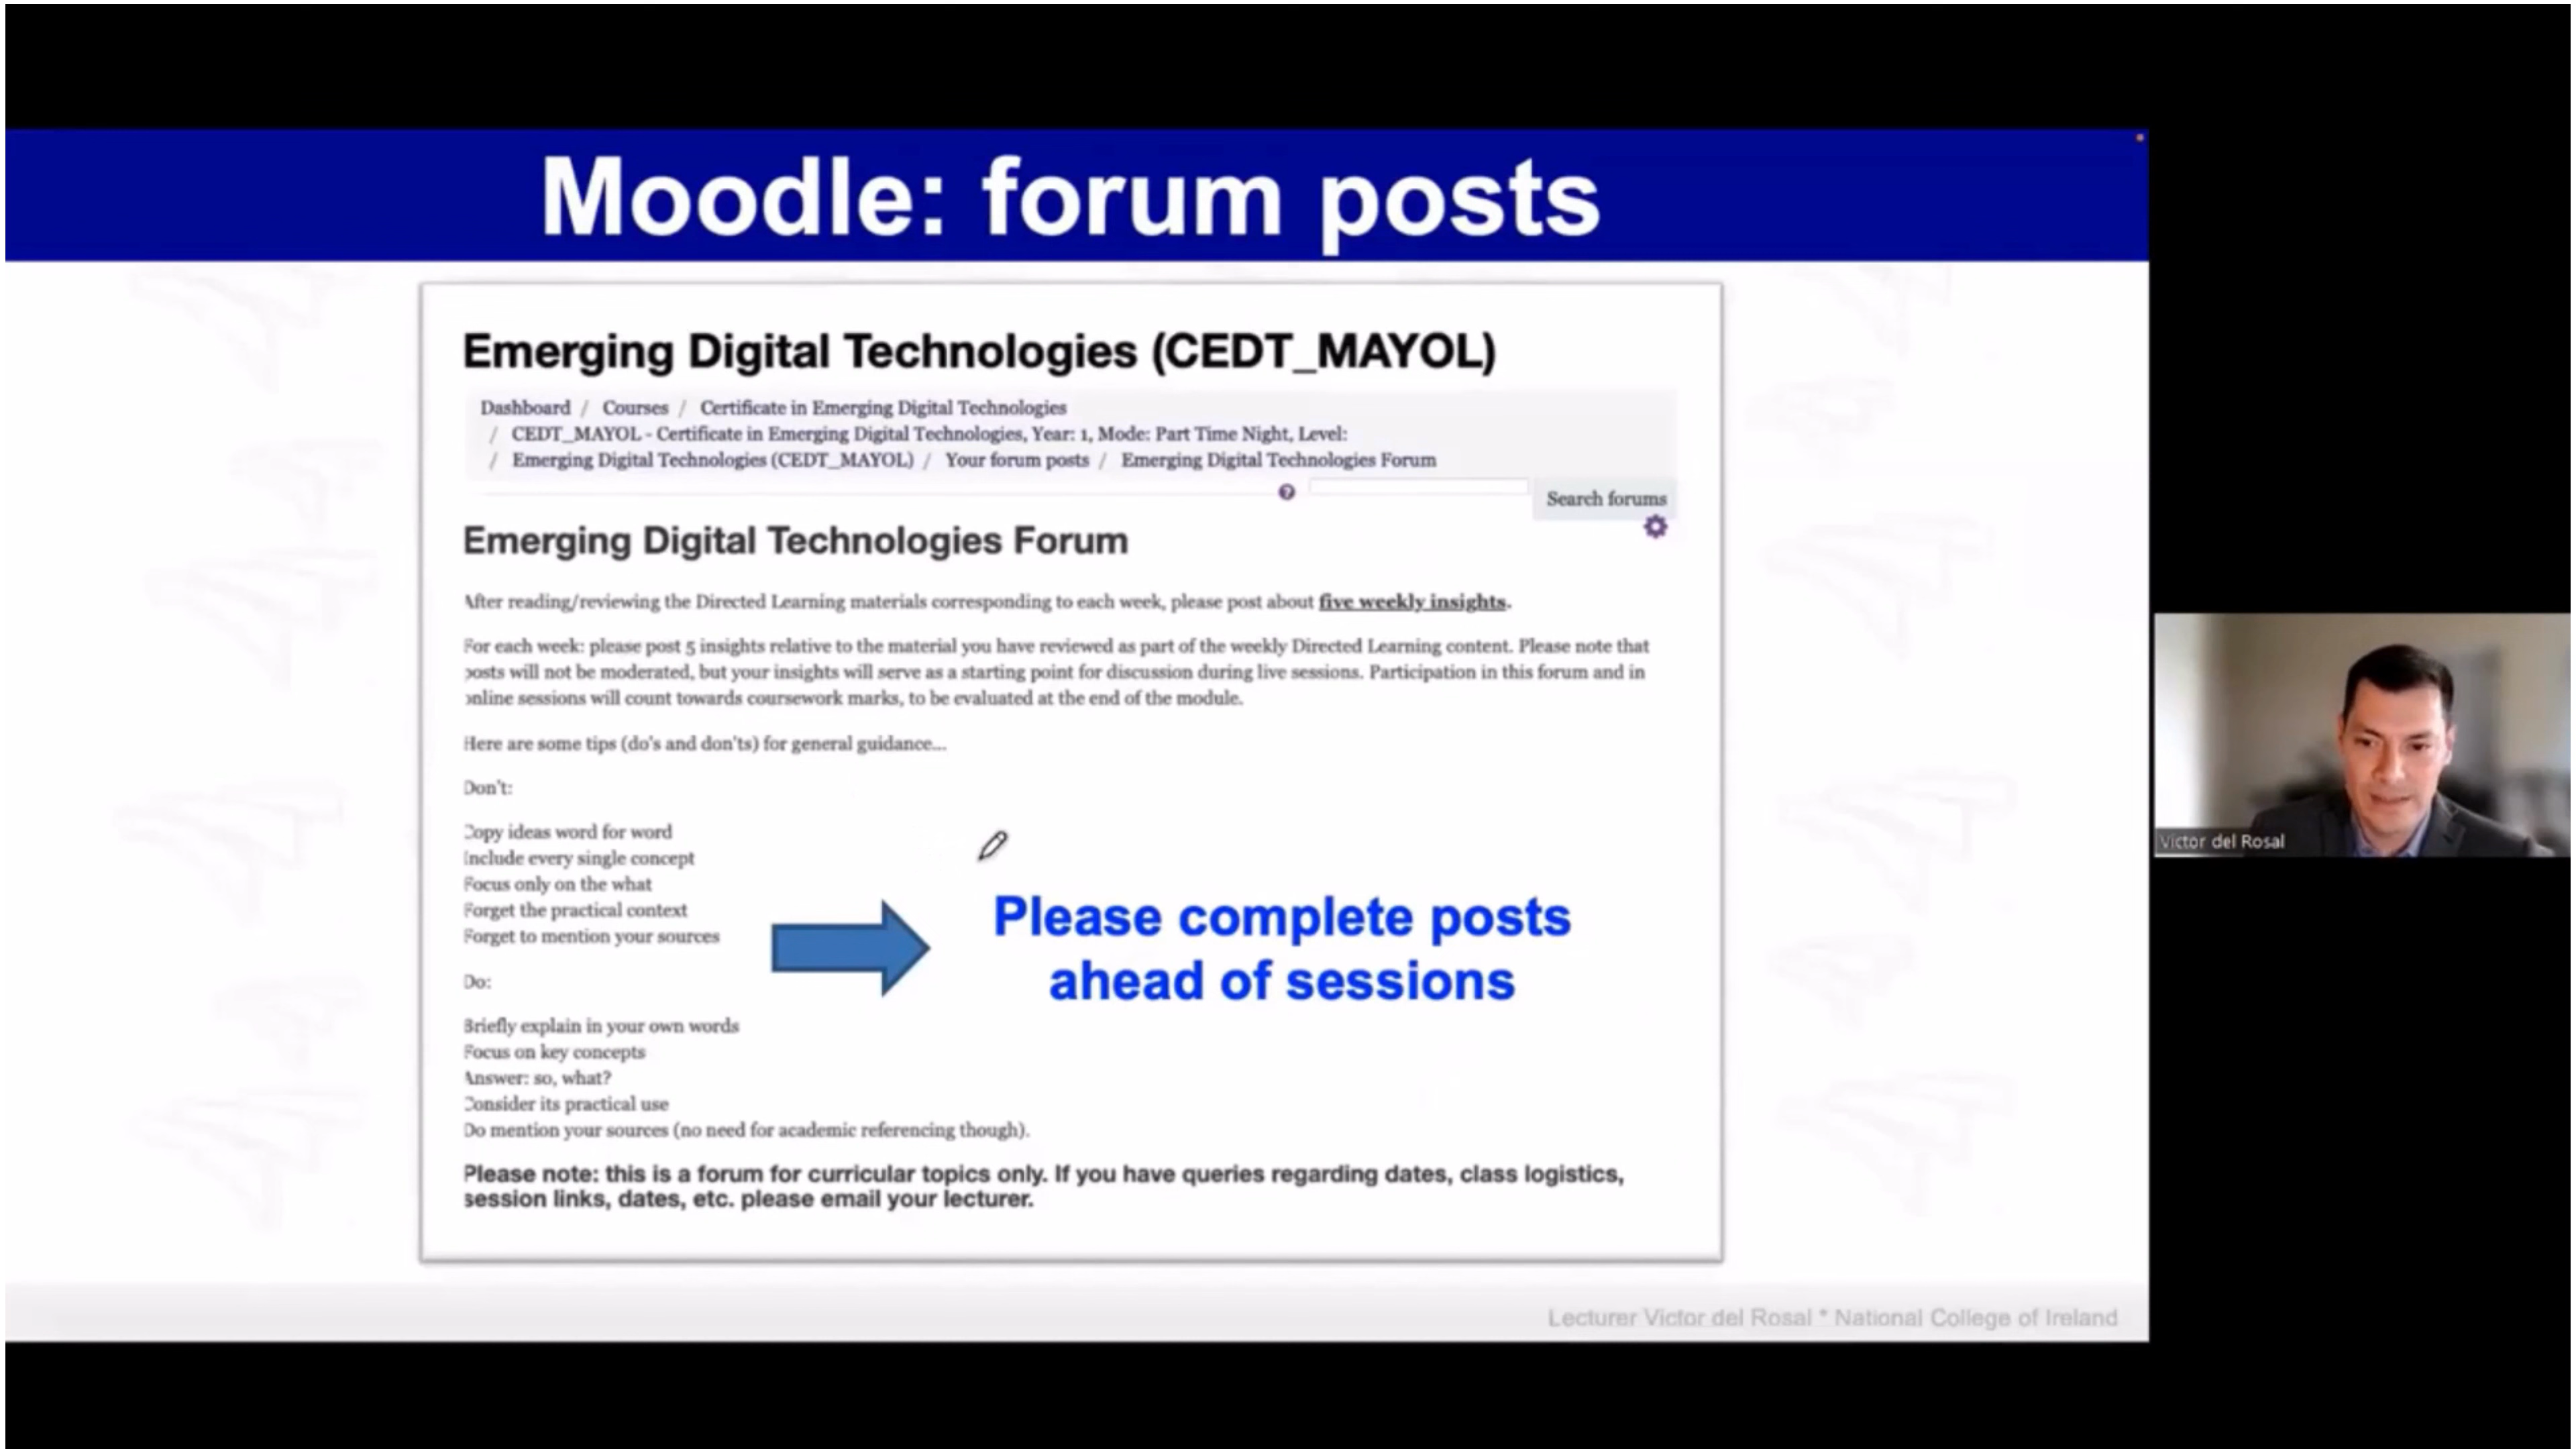 Moodle: forum posts
Emerging Digital Technologies (CEDT_MAYOL)
Dashboard / Courses / Certificate in Emerging Digital Technologies
/ CEDT_MAYOL - Certificate in Emerging Digital Technologies, Year: 1, Mode: Part Time Night, Level:
/ Emerging Digital Technologies (CEDT_MAYOL) / Your forum posts / Emerging Digital Technologies Forum
? Search forums
Emerging Digital Technologies Forum
After reading/reviewing the Directed Learning materials corresponding to each week, please post about five weekly insights.
For each week: please post 5 insights relative to the material you have reviewed as part of the weekly Directed Learning content. Please note that
posts will not be moderated, but your insights will serve as a starting point for discussion during live sessions. Participation in this forum and in
online sessions will count towards coursework marks, to be evaluated at the end of the module.
Here are some tips (do's and don'ts) for general guidance...
Don't:
Copy ideas word for word
Include every single concept
Focus only on the what
Forget the practical context
Forget to mention your sources
Please complete posts
ahead of sessions
Do:
Briefly explain in your own words
Focus on key concepts
Answer: so, what?
Consider its practical use
Do mention your sources (no need for academic referencing though).
Please note: this is a forum for curricular topics only. If you have queries regarding dates, class logistics,
session links, dates, etc. please email your lecturer.
Lecturer Victor del Rosal * National College of Ireland
Victor del Rosal